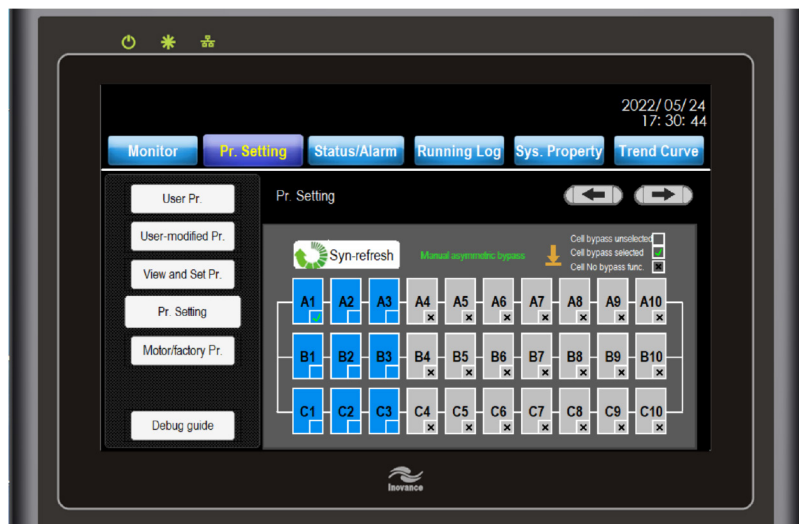 2022/05/24
17: 30: 44
Monitor
Pr. Setting
Status/Alarm
Running Log
Sys. Property
Trend Curve
User Pr.
User-modified Pr.
View and Set Pr.
Pr. Setting
Motor/factory Pr.
Debug guide
Pr. Setting
Syn-refresh
Manual asymmetric bypass
Cell bypass unselected
Cell bypass selected
Cell No bypass func.
A1 A2 A3 A4 A5 A6 A7 A8 A9 A10
B1 B2 B3 B4 B5 B6 B7 B8 B9 B10
C1 C2 C3 C4 C5 C6 C7 C8 C9 C10
Inovance